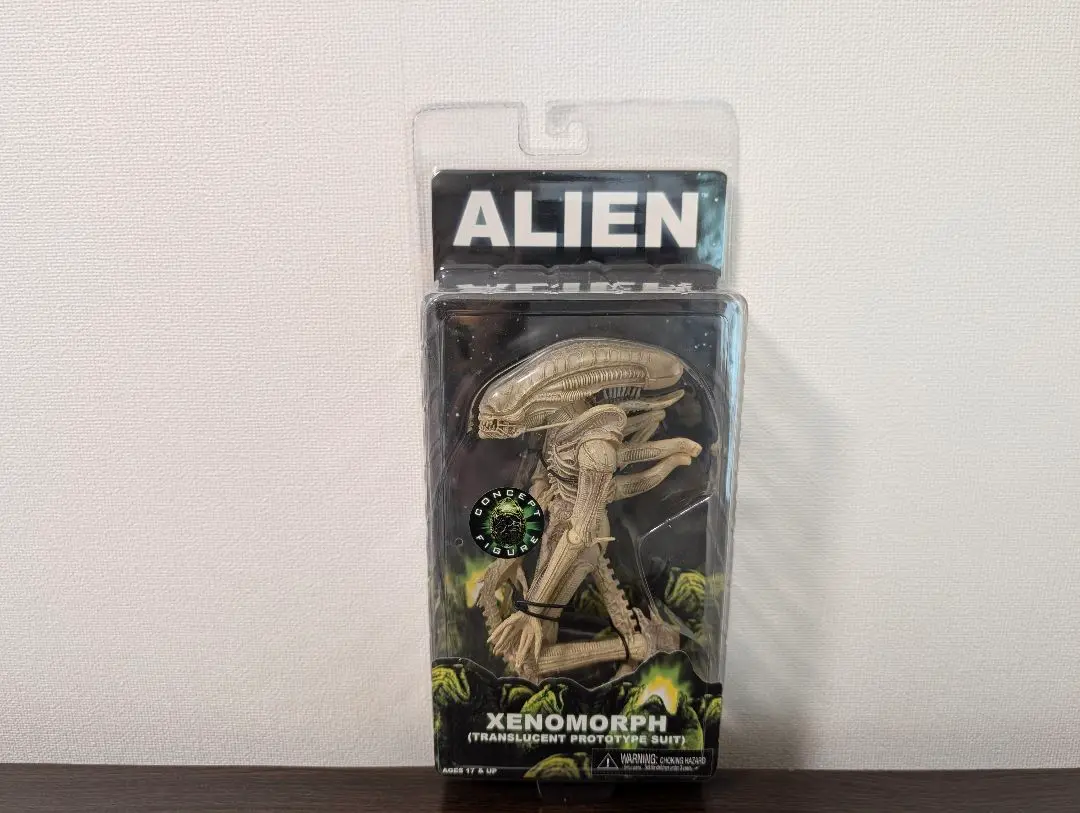 ALIEN
CONCEPT
FIGURE
XENOMORPH
(TRANSLUCENT PROTOTYPE SUIT)
AGES 17 & UP
WARNING: CHOKING HAZARD